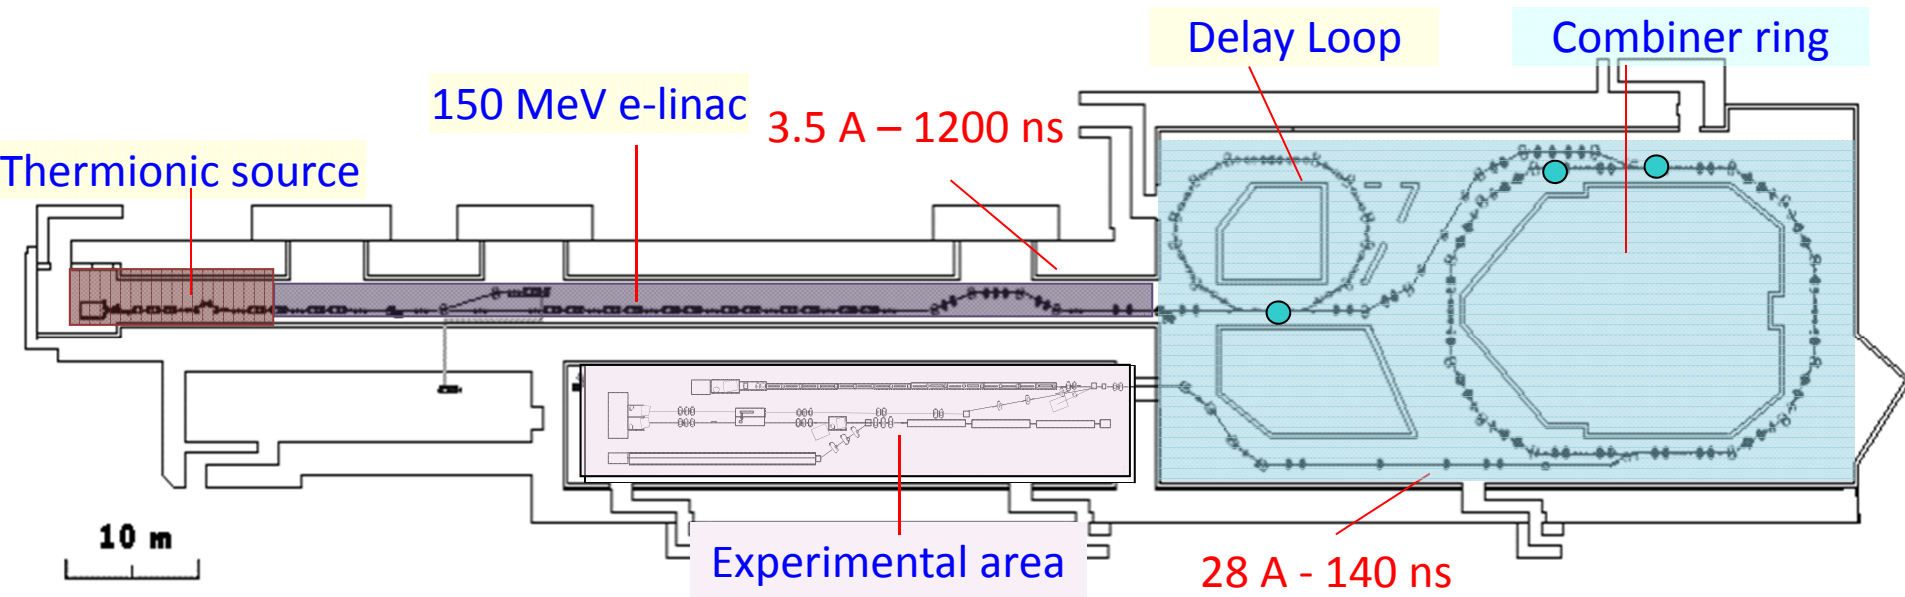 Delay Loop
Combiner ring
150 MeV e-linac
3.5 A – 1200 ns
Thermionic source
10 m
Experimental area
28 A - 140 ns